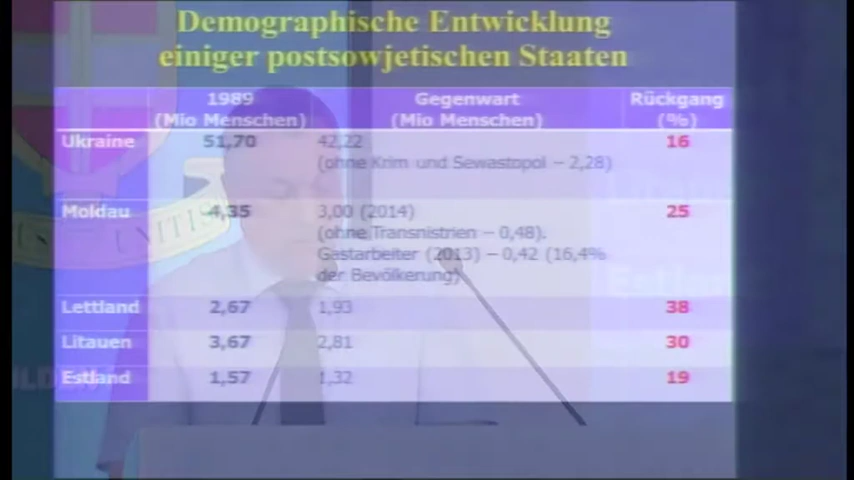 Demographische Entwicklung
einiger postsowjetischen Staaten
1989 Gegenwart Rückgang
(Mio Menschen) (Mio Menschen) (%)
Ukraine 51,70 42,22 16
(ohne Krim und Sewastopol – 2,28)
Moldau 4,35 3,00 (2014) 25
(ohne Transnistrien – 0,48).
Gastarbeiter (2013) – 0,42 (16,4%
der Bevölkerung)
Lettland 2,67 1,93 38
Litauen 3,67 2,81 30
Estland 1,57 1,32 19
UNITIS